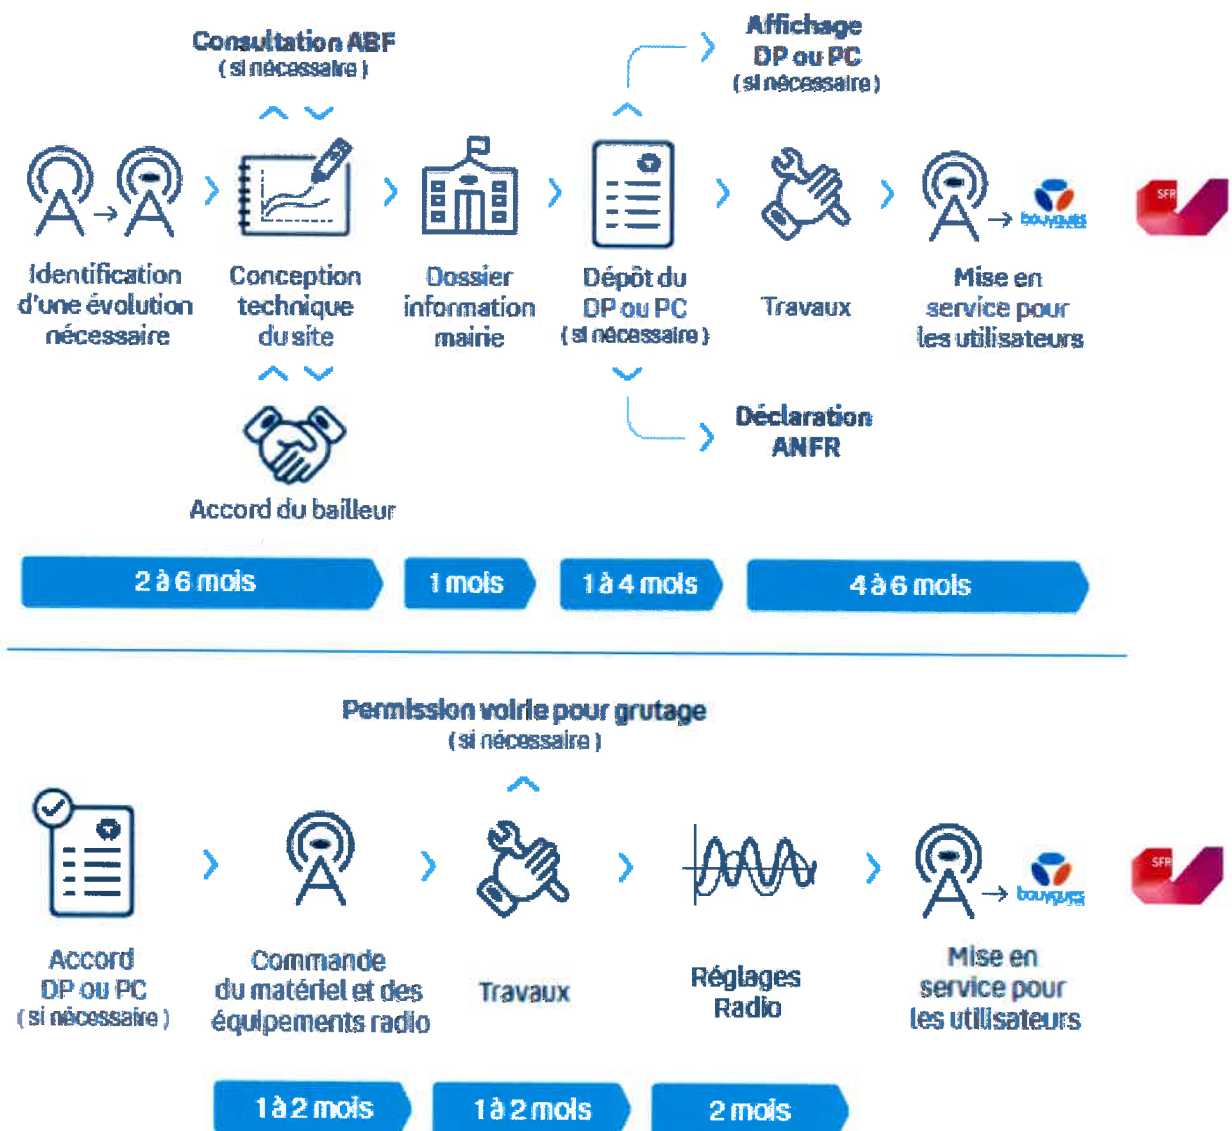 Consultation ABF
(si nécessaire)
Affichage
DP ou PC
(si nécessaire)
Identification
d'une évolution
nécessaire
Conception
technique
du site
Dossier
information
mairie
Dépôt du
DP ou PC
(si nécessaire)
Travaux
Mise en
service pour
les utilisateurs
bouygues
SFR
Accord du bailleur
Déclaration
ANFR
2 à 6 mois
1 mois
1 à 4 mois
4 à 6 mois
Permission voirie pour grutage
(si nécessaire)
Accord
DP ou PC
(si nécessaire)
Commande
du matériel et des
équipements radio
Travaux
Réglages
Radio
Mise en
service pour
les utilisateurs
bouygues
SFR
1 à 2 mois
1 à 2 mois
2 mois